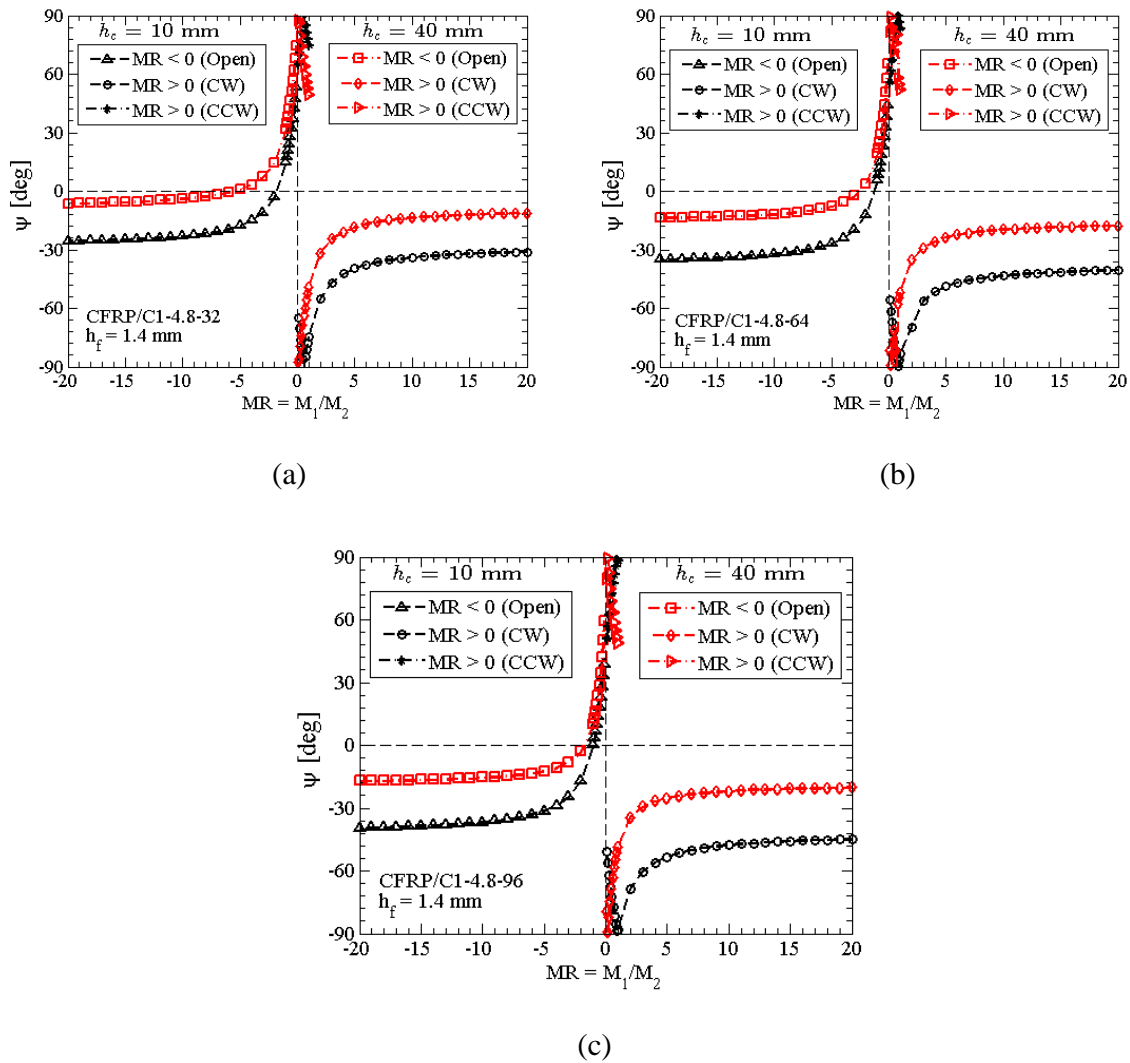 h_c = 10 mm
h_c = 40 mm
MR < 0 (Open)
MR > 0 (CW)
MR > 0 (CCW)
MR < 0 (Open)
MR > 0 (CW)
MR > 0 (CCW)
90
60
30
0
-30
-60
-90
Ψ [deg]
CFRP/C1-4.8-32
h_f = 1.4 mm
-20 -15 -10 -5 0 5 10 15 20
MR = M_1/M_2
(a)
h_c = 10 mm
h_c = 40 mm
MR < 0 (Open)
MR > 0 (CW)
MR > 0 (CCW)
MR < 0 (Open)
MR > 0 (CW)
MR > 0 (CCW)
90
60
30
0
-30
-60
-90
Ψ [deg]
CFRP/C1-4.8-64
h_f = 1.4 mm
-20 -15 -10 -5 0 5 10 15 20
MR = M_1/M_2
(b)
h_c = 10 mm
h_c = 40 mm
MR < 0 (Open)
MR > 0 (CW)
MR > 0 (CCW)
MR < 0 (Open)
MR > 0 (CW)
MR > 0 (CCW)
90
60
30
0
-30
-60
-90
Ψ [deg]
CFRP/C1-4.8-96
h_f = 1.4 mm
-20 -15 -10 -5 0 5 10 15 20
MR = M_1/M_2
(c)